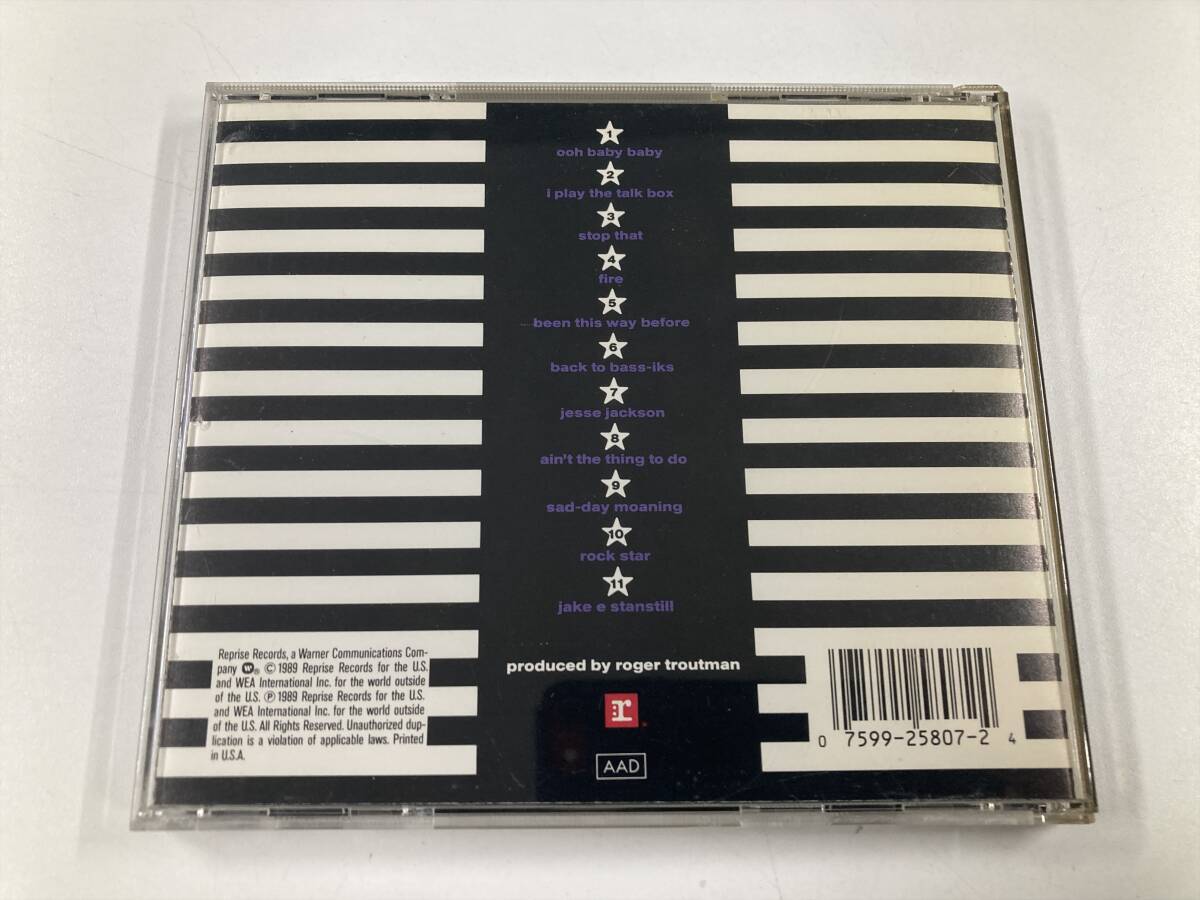 1
ooh baby baby
2
i play the talk box
3
stop that
4
fire
5
been this way before
6
back to bass-iks
7
jesse jackson
8
ain't the thing to do
9
sad-day moaning
10
rock star
11
jake e stanstill
produced by roger troutman
r
AAD
Reprise Records, a Warner Communications Com-
pany ® © 1989 Reprise Records for the U.S.
and WEA International Inc. for the world outside
of the U.S. ℗ 1989 Reprise Records for the U.S.
and WEA International Inc. for the world outside
of the U.S. All Rights Reserved. Unauthorized dup-
lication is a violation of applicable laws. Printed
in U.S.A.
0 7599-25807-2 4